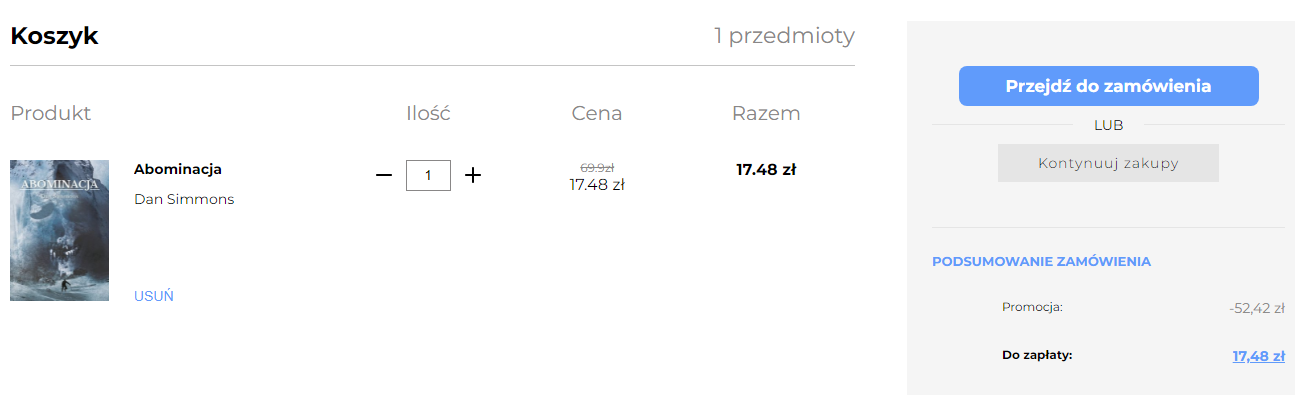 Koszyk
1 przedmioty
Produkt
Ilość
Cena
Razem
ABOMINACJA
Abominacja
Dan Simmons
USUŃ
1
69.9zł
17.48 zł
17.48 zł
Przejdź do zamówienia
LUB
Kontynuuj zakupy
PODSUMOWANIE ZAMÓWIENIA
Promocja:
-52,42 zł
Do zapłaty:
17,48 zł